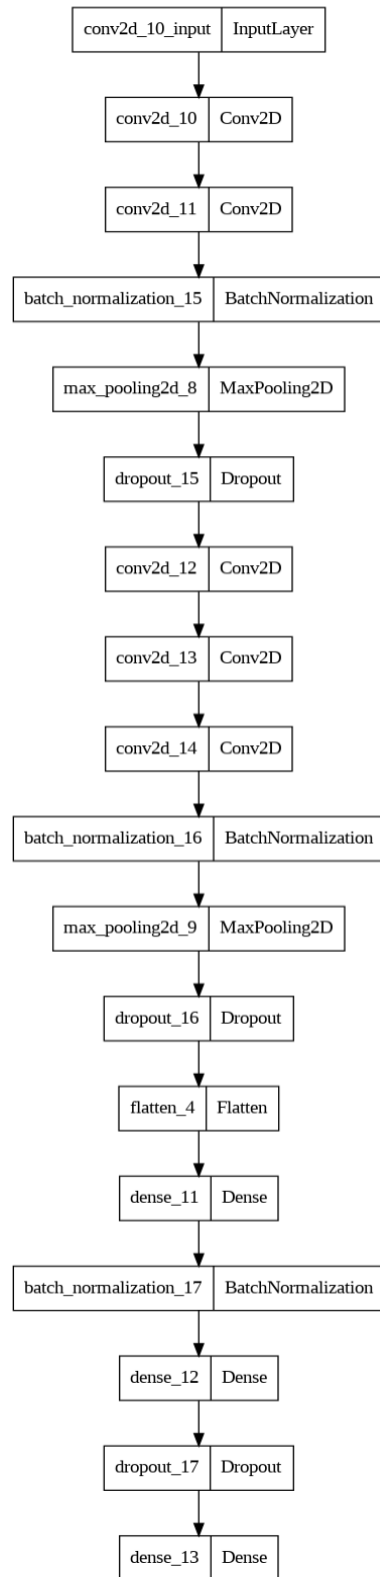 conv2d_10_input InputLayer
conv2d_10 Conv2D
conv2d_11 Conv2D
batch_normalization_15 BatchNormalization
max_pooling2d_8 MaxPooling2D
dropout_15 Dropout
conv2d_12 Conv2D
conv2d_13 Conv2D
conv2d_14 Conv2D
batch_normalization_16 BatchNormalization
max_pooling2d_9 MaxPooling2D
dropout_16 Dropout
flatten_4 Flatten
dense_11 Dense
batch_normalization_17 BatchNormalization
dense_12 Dense
dropout_17 Dropout
dense_13 Dense